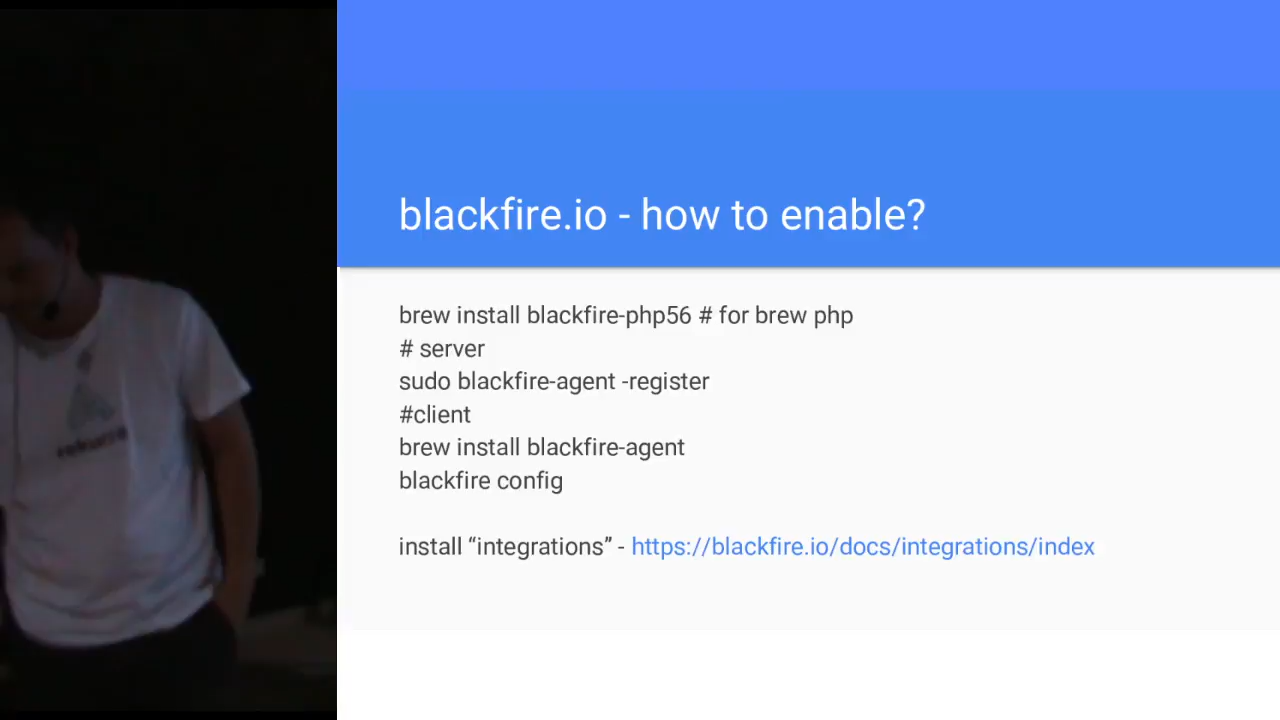 blackfire.io - how to enable?
brew install blackfire-php56 # for brew php
# server
sudo blackfire-agent -register
#client
brew install blackfire-agent
blackfire config
install “integrations” - https://blackfire.io/docs/integrations/index